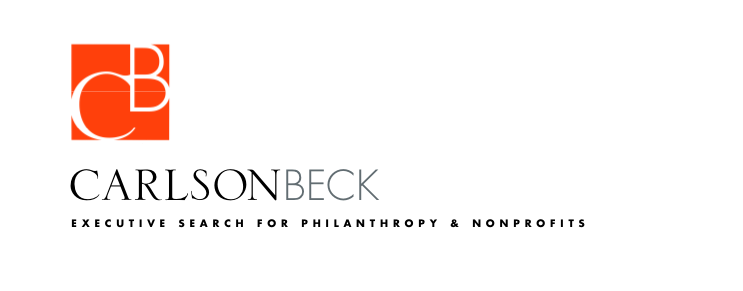 CB
CARLSONBECK
EXECUTIVE SEARCH FOR PHILANTHROPY & NONPROFITS